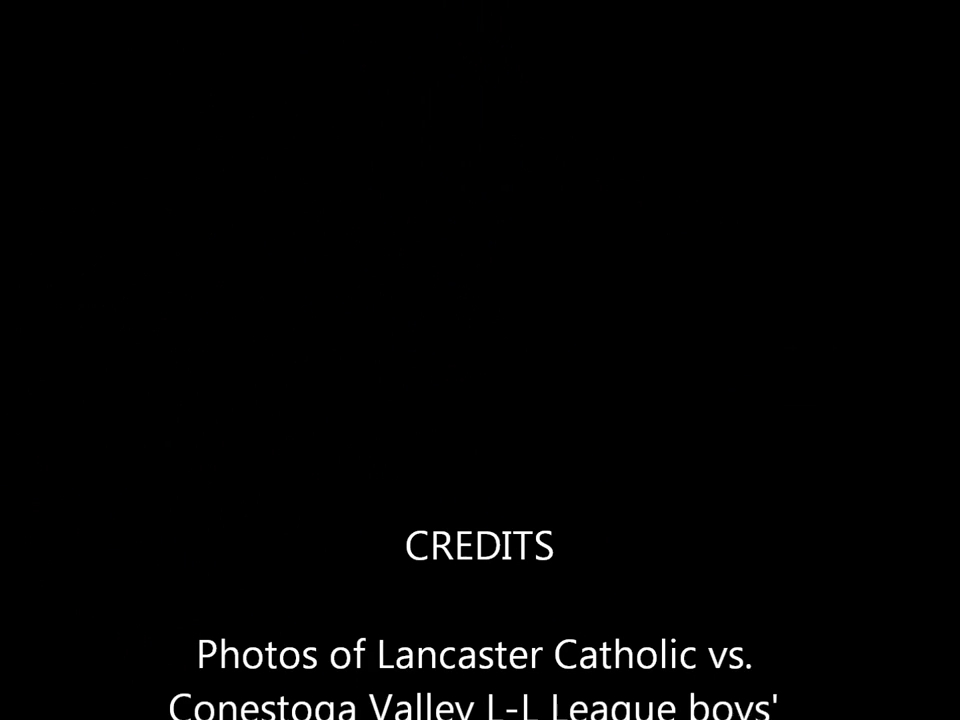 CREDITS
Photos of Lancaster Catholic vs.
Conestoga Valley L-L League boys'